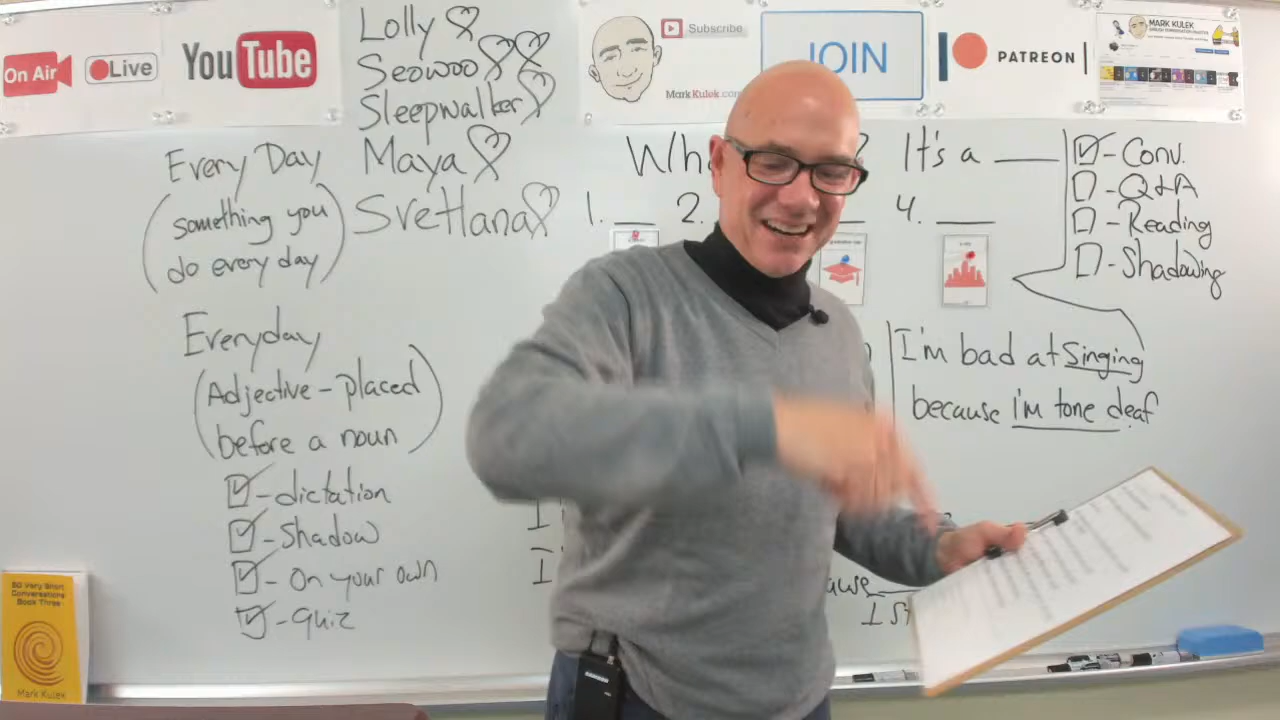 On Air
Live
YouTube
Lolly
Seowoo
Sleepwalker
Maya
Svetlana
Subscribe
MarkKulek.com
JOIN
PATREON
MARK KULEK
Every Day
(something you
do every day)
Everyday
(Adjective - placed
before a noun)
- dictation
- Shadow
- On your own
- quiz
? It's a
1. 2. 4.
- Conv.
- Q+A
- Reading
- Shadowing
I'm bad at Singing
because i'm tone deaf
50 Very Short
Conversations
Book Three
Mark Kulek
SAMSON